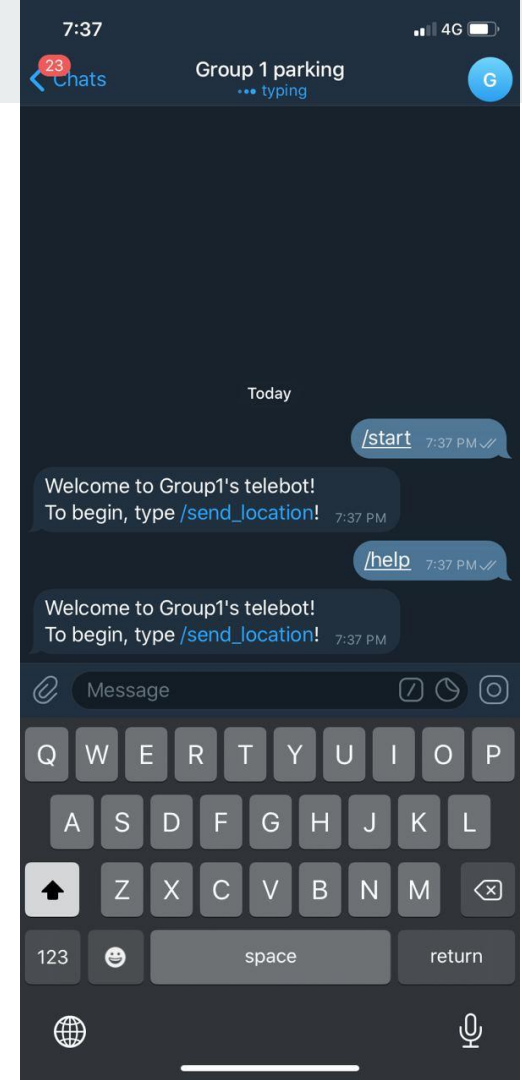 7:37
4G
23
Chats
Group 1 parking
typing
G
Today
/start 7:37 PM
Welcome to Group1's telebot!
To begin, type /send_location! 7:37 PM
/help 7:37 PM
Welcome to Group1's telebot!
To begin, type /send_location! 7:37 PM
Message
Q W E R T Y U I O P
A S D F G H J K L
Z X C V B N M
123 space return